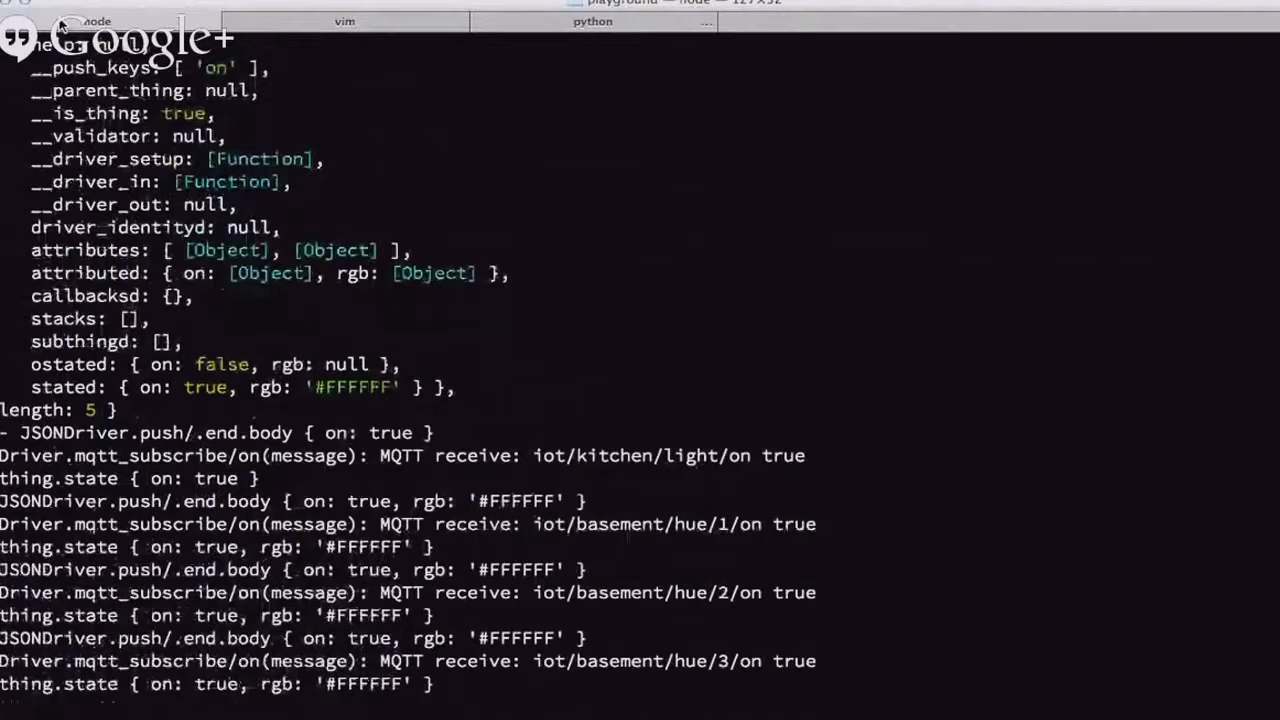 playground — node — 127×32
node vim python ...
Google+
help: null,
__push_keys: [ 'on' ],
__parent_thing: null,
__is_thing: true,
__validator: null,
__driver_setup: [Function],
__driver_in: [Function],
__driver_out: null,
driver_identityd: null,
attributes: [ [Object], [Object] ],
attributed: { on: [Object], rgb: [Object] },
callbacksd: {},
stacks: [],
subthingd: [],
ostated: { on: false, rgb: null },
stated: { on: true, rgb: '#FFFFFF' } },
length: 5 }
- JSONDriver.push/.end.body { on: true }
Driver.mqtt_subscribe/on(message): MQTT receive: iot/kitchen/light/on true
thing.state { on: true }
JSONDriver.push/.end.body { on: true, rgb: '#FFFFFF' }
Driver.mqtt_subscribe/on(message): MQTT receive: iot/basement/hue/1/on true
thing.state { on: true, rgb: '#FFFFFF' }
JSONDriver.push/.end.body { on: true, rgb: '#FFFFFF' }
Driver.mqtt_subscribe/on(message): MQTT receive: iot/basement/hue/2/on true
thing.state { on: true, rgb: '#FFFFFF' }
JSONDriver.push/.end.body { on: true, rgb: '#FFFFFF' }
Driver.mqtt_subscribe/on(message): MQTT receive: iot/basement/hue/3/on true
thing.state { on: true, rgb: '#FFFFFF' }